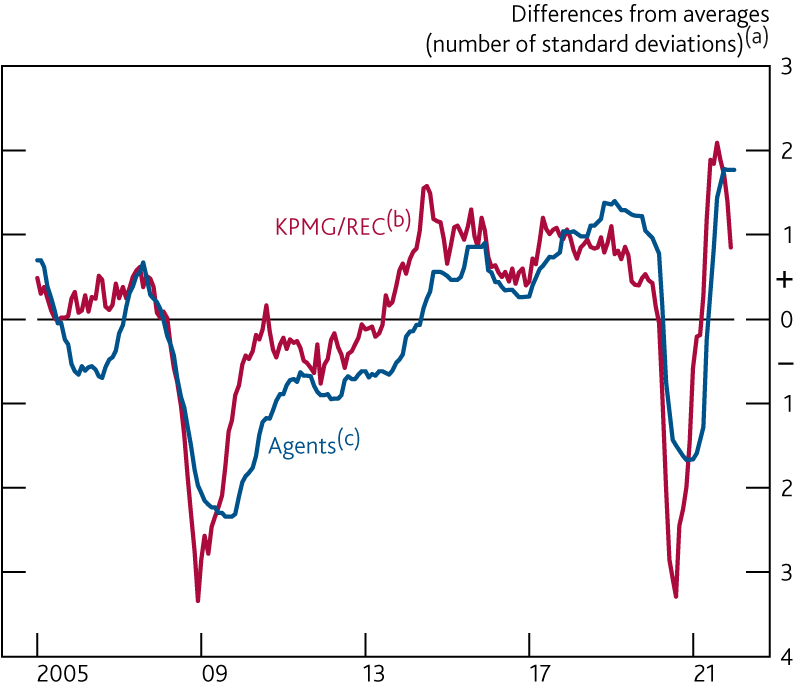 Differences from averages
(number of standard deviations)(a)
3
2
KPMG/REC(b)
1
+
0
–
1
Agents(c)
2
3
4
2005 09 13 17 21